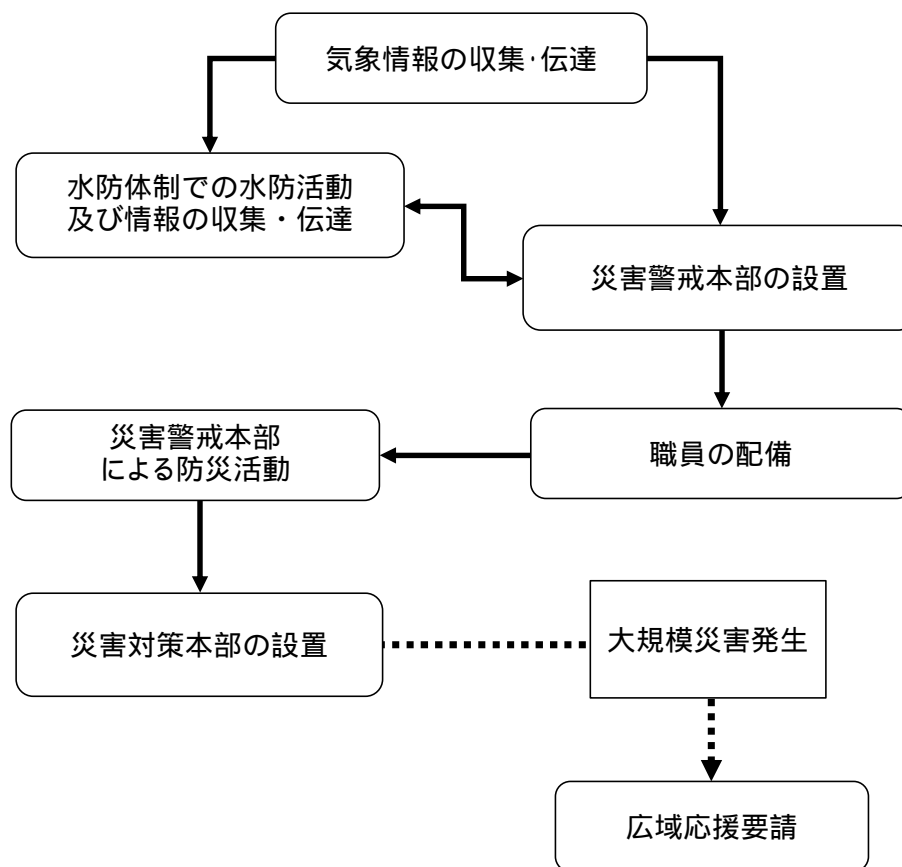 気象情報の収集･伝達
水防体制での水防活動
及び情報の収集・伝達
災害警戒本部の設置
職員の配備
災害警戒本部
による防災活動
災害対策本部の設置
大規模災害発生
広域応援要請